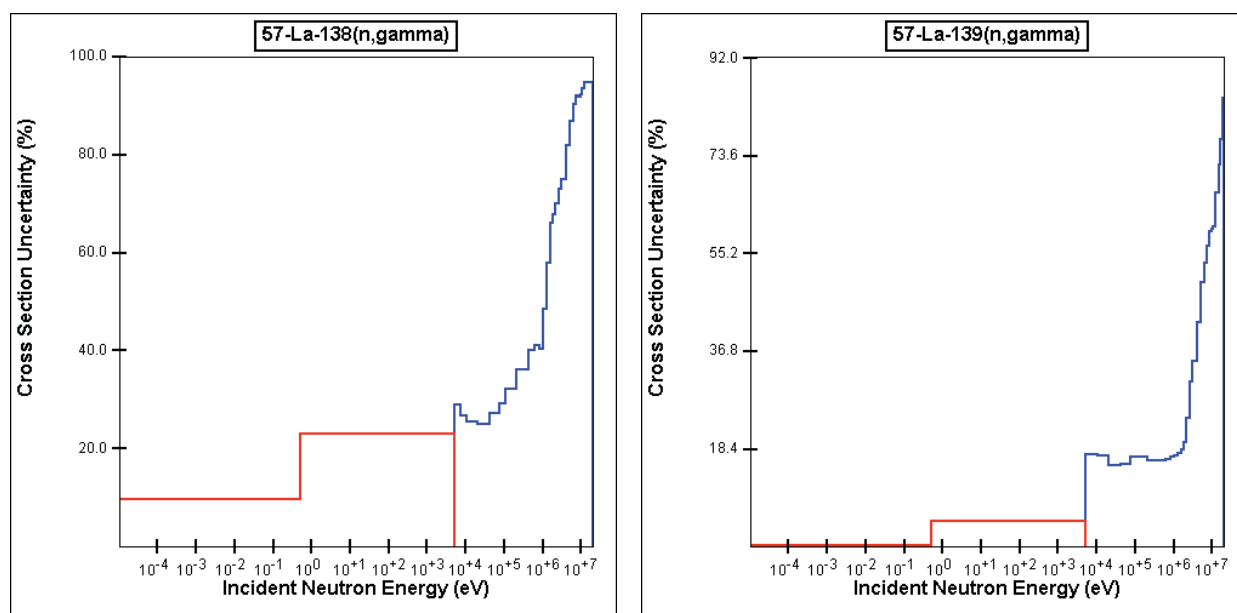 57-La-138(n,gamma)
Cross Section Uncertainty (%)
100.0
80.0
60.0
40.0
20.0
10⁻⁴ 10⁻³ 10⁻² 10⁻¹ 10⁰ 10⁺¹ 10⁺² 10⁺³ 10⁺⁴ 10⁺⁵ 10⁺⁶ 10⁺⁷
Incident Neutron Energy (eV)
57-La-139(n,gamma)
Cross Section Uncertainty (%)
92.0
73.6
55.2
36.8
18.4
10⁻⁴ 10⁻³ 10⁻² 10⁻¹ 10⁰ 10⁺¹ 10⁺² 10⁺³ 10⁺⁴ 10⁺⁵ 10⁺⁶ 10⁺⁷
Incident Neutron Energy (eV)